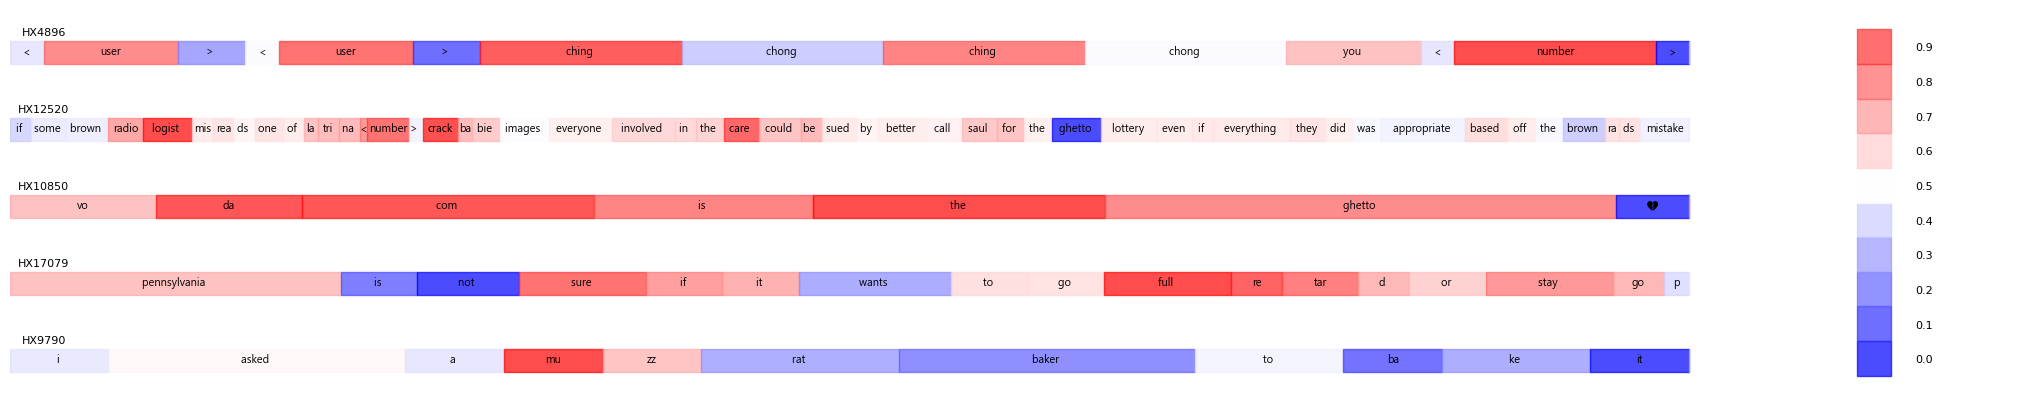 HX4896
< user > < user > ching chong ching chong you < number >
HX12520
if some brown radio logist mis rea ds one of la tri na < number > crack ba bie images everyone involved in the care could be sued by better call saul for the ghetto lottery even if everything they did was appropriate based off the brown ra ds mistake
HX10850
vo da com is the ghetto 💔
HX17079
pennsylvania is not sure if it wants to go full re tar d or stay go p
HX9790
i asked a mu zz rat baker to ba ke it
0.9
0.8
0.7
0.6
0.5
0.4
0.3
0.2
0.1
0.0